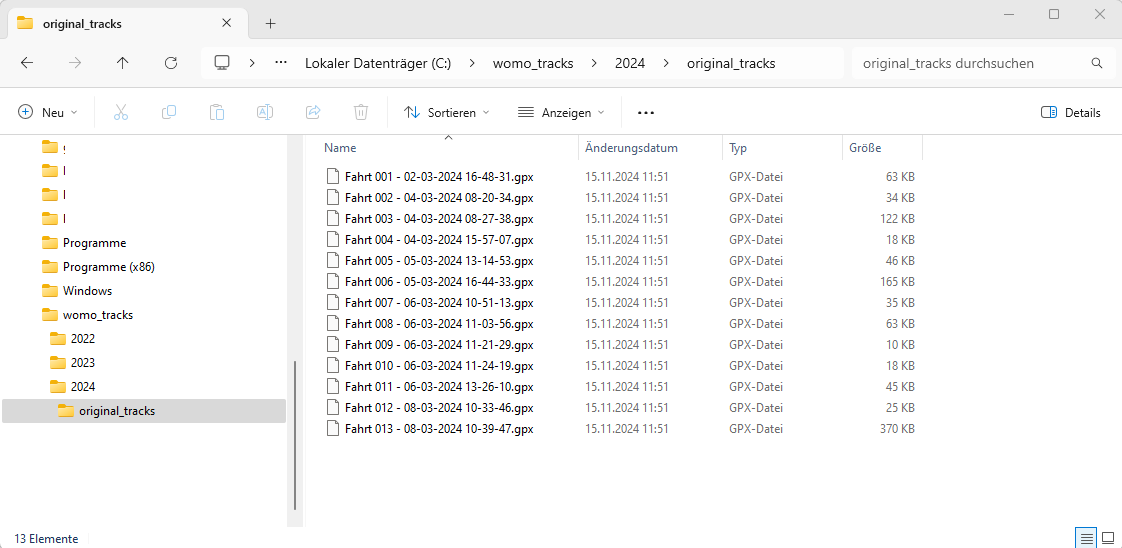 original_tracks
Lokaler Datenträger (C:) womo_tracks 2024 original_tracks original_tracks durchsuchen
Neu Sortieren Anzeigen Details
Programme
Programme (x86)
Windows
womo_tracks
2022
2023
2024
original_tracks
Name Änderungsdatum Typ Größe
Fahrt 001 - 02-03-2024 16-48-31.gpx 15.11.2024 11:51 GPX-Datei 63 KB
Fahrt 002 - 04-03-2024 08-20-34.gpx 15.11.2024 11:51 GPX-Datei 34 KB
Fahrt 003 - 04-03-2024 08-27-38.gpx 15.11.2024 11:51 GPX-Datei 122 KB
Fahrt 004 - 04-03-2024 15-57-07.gpx 15.11.2024 11:51 GPX-Datei 18 KB
Fahrt 005 - 05-03-2024 13-14-53.gpx 15.11.2024 11:51 GPX-Datei 46 KB
Fahrt 006 - 05-03-2024 16-44-33.gpx 15.11.2024 11:51 GPX-Datei 165 KB
Fahrt 007 - 06-03-2024 10-51-13.gpx 15.11.2024 11:51 GPX-Datei 35 KB
Fahrt 008 - 06-03-2024 11-03-56.gpx 15.11.2024 11:51 GPX-Datei 63 KB
Fahrt 009 - 06-03-2024 11-21-29.gpx 15.11.2024 11:51 GPX-Datei 10 KB
Fahrt 010 - 06-03-2024 11-24-19.gpx 15.11.2024 11:51 GPX-Datei 18 KB
Fahrt 011 - 06-03-2024 13-26-10.gpx 15.11.2024 11:51 GPX-Datei 45 KB
Fahrt 012 - 08-03-2024 10-33-46.gpx 15.11.2024 11:51 GPX-Datei 25 KB
Fahrt 013 - 08-03-2024 10-39-47.gpx 15.11.2024 11:51 GPX-Datei 370 KB
13 Elemente